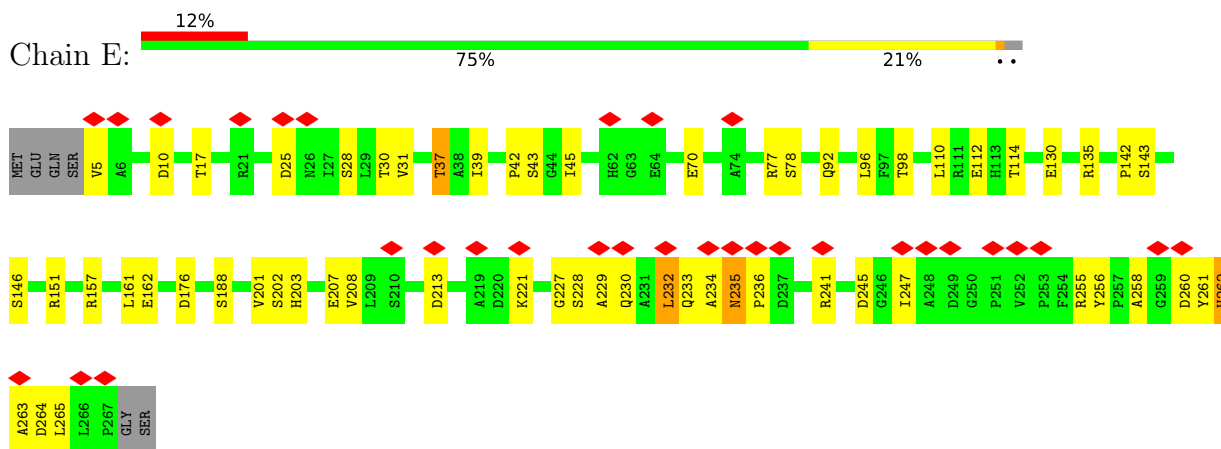 12%
Chain E:
75% 21% • •
MET GLU GLN SER V5 A6 D10 T17 R21 D25 N26 I27 S28 L29 T30 V31 T37 A38 I39 P42 S43 G44 I45 H62 G63 E64 E70 A74 R77 S78 Q92 L96 F97 T98 L110 R111 E112 H113 T114 E130 R135 P142 S143
S146 R151 R157 L161 E162 D176 S188 V201 S202 H203 E207 V208 L209 S210 D213 A219 D220 K221 G227 S228 A229 Q230 A231 L232 Q233 A234 N235 P236 D237 R241 D245 G246 I247 A248 D249 G250 P251 V252 P253 F254 R255 Y256 P257 A258 G259 D260 Y261
A263 D264 L265 L266 P267 GLY SER